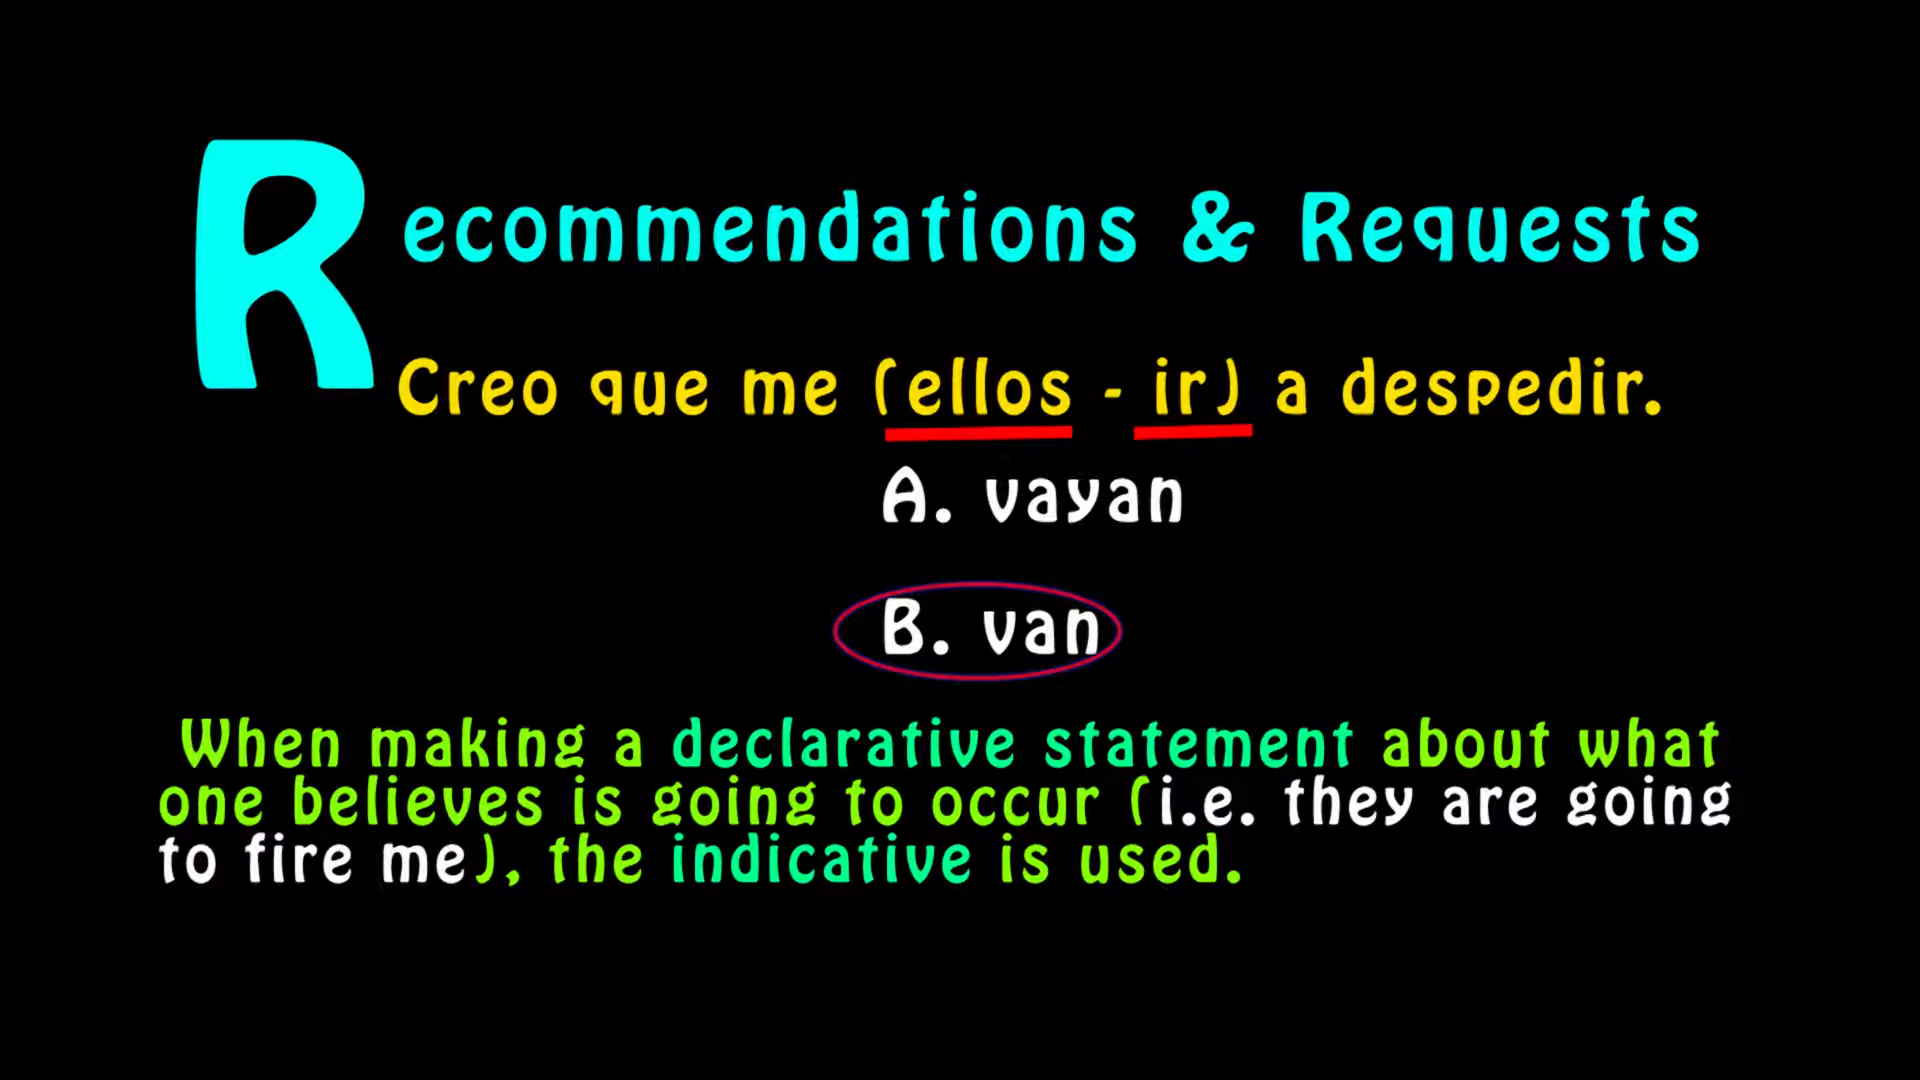 Recommendations & Requests
Creo que me (ellos - ir) a despedir.
A. vayan
B. van
When making a declarative statement about what
one believes is going to occur (i.e. they are going
to fire me), the indicative is used.